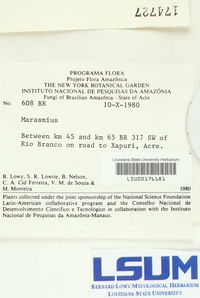 174727
PROGRAMA FLORA
Projeto Flora Amazônica
THE NEW YORK BOTANICAL GARDEN
INSTITUTO NACIONAL DE PESQUISAS DA AMAZÔNIA
Fungi of Brazilian Amazônia - State of Acre
No. 608 BR 10-X-1980
Marasmius
Between km 45 and km 65 BR 317 SW of
Rio Branco on road to Xapuri, Acre.
Louisiana State University Herbarium
LSU00174181
B. Lowy, S. R. Lowrie, B. Nelson,
C. A. Cid Ferreira, V. M. de Souza &
M. Morreira 1980
Plants collected under the joint sponsorship of the National Science Foundation
Latin-American collaborative program and the Conselho Nacional de
Desenvolvimento Científico e Tecnologico in collaboration with the Instituto
Nacional de Pesquisas da Amazônia-Manaus.
LSUM
BERNARD LOWY MYCOLOGICAL HERBARIUM
LOUISIANA STATE UNIVERSITY